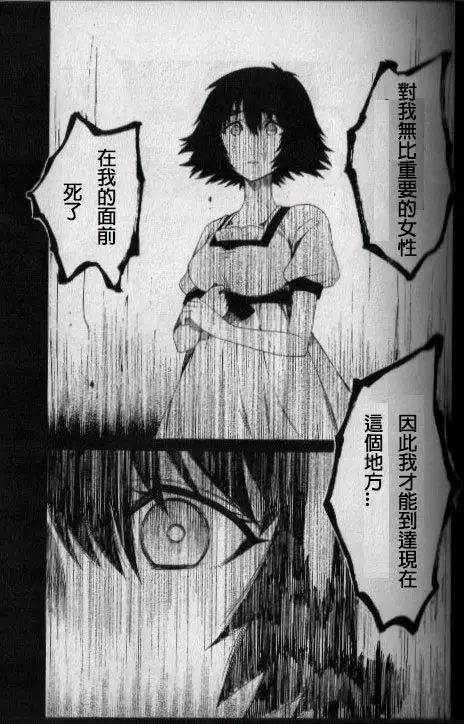 對我無比重要的女性
在我的面前
死了
因此我才能到達現在
這個地方…